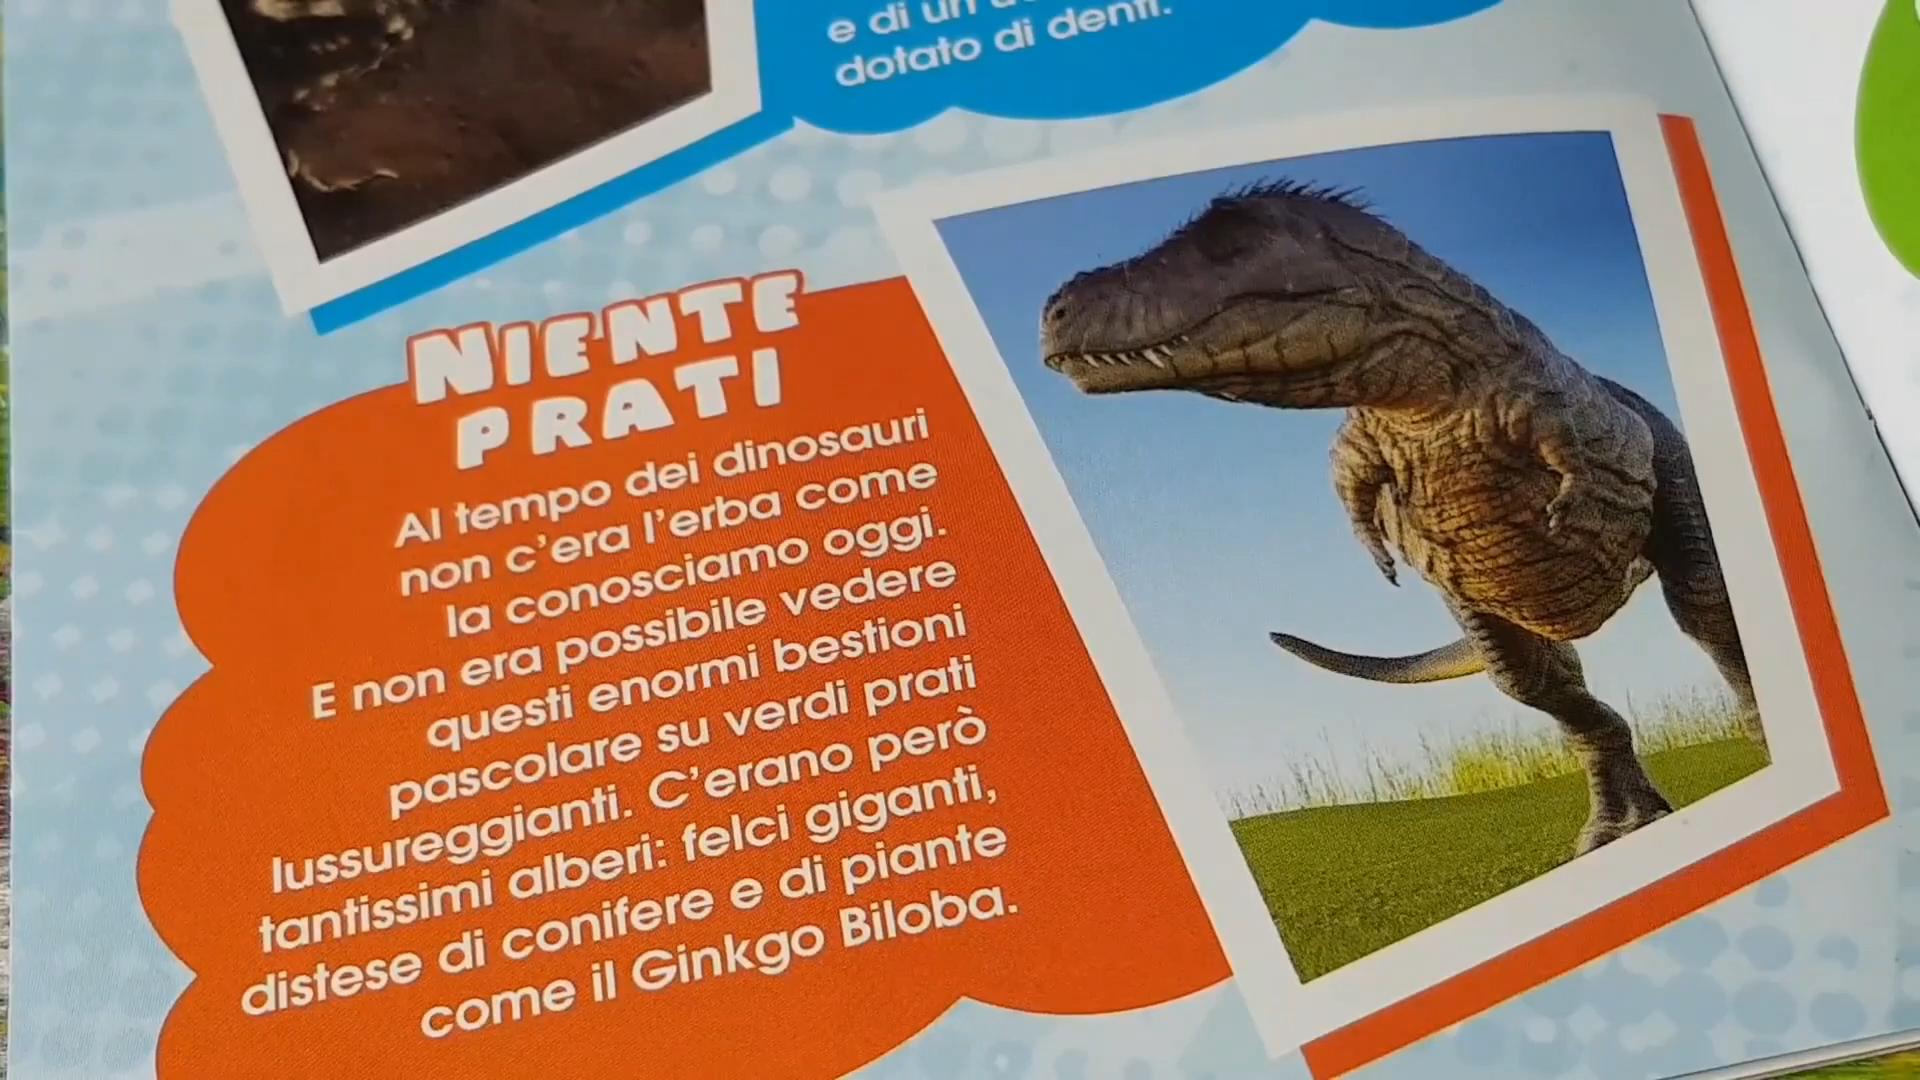 e di un
dotato di denti.
NIENTE
PRATI
Al tempo dei dinosauri
non c'era l'erba come
la conosciamo oggi.
E non era possibile vedere
questi enormi bestioni
pascolare su verdi prati
lussureggianti. C'erano però
tantissimi alberi: felci giganti,
distese di conifere e di piante
come il Ginkgo Biloba.